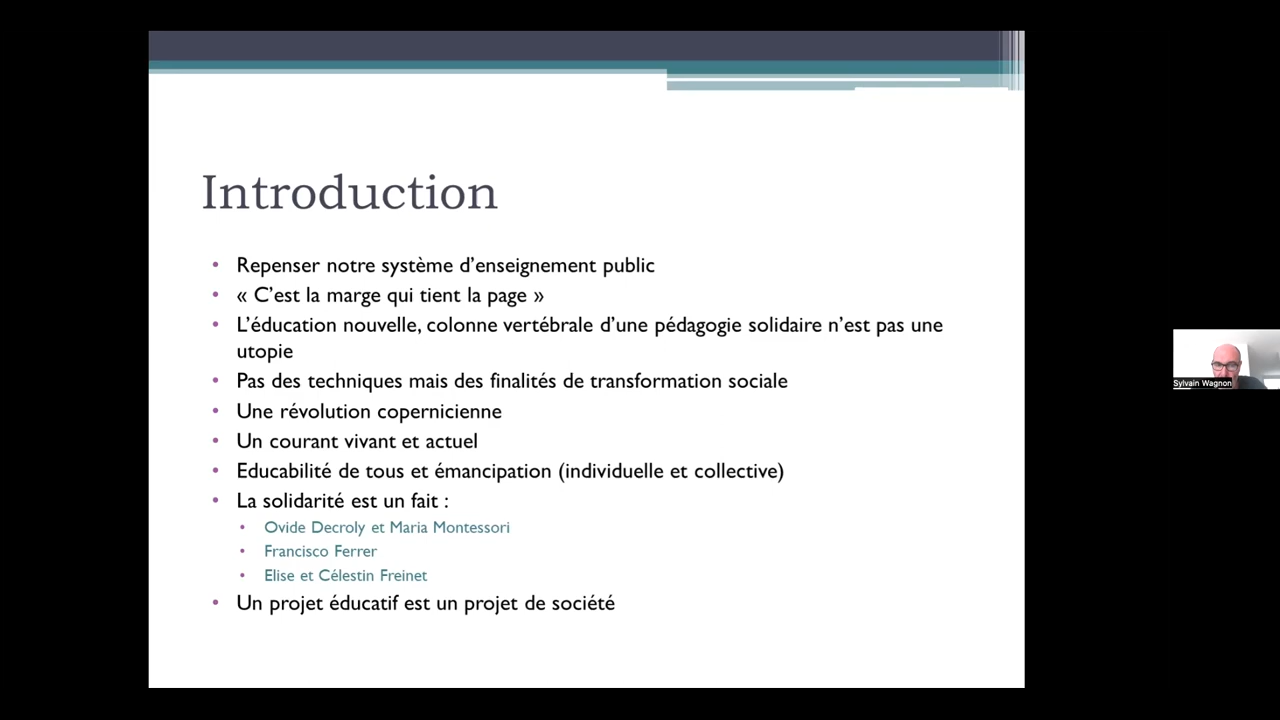 Introduction
• Repenser notre système d’enseignement public
• « C’est la marge qui tient la page »
• L’éducation nouvelle, colonne vertébrale d’une pédagogie solidaire n’est pas une
utopie
• Pas des techniques mais des finalités de transformation sociale
• Une révolution copernicienne
• Un courant vivant et actuel
• Educabilité de tous et émancipation (individuelle et collective)
• La solidarité est un fait :
• Ovide Decroly et Maria Montessori
• Francisco Ferrer
• Elise et Célestin Freinet
• Un projet éducatif est un projet de société
Sylvain Wagnon